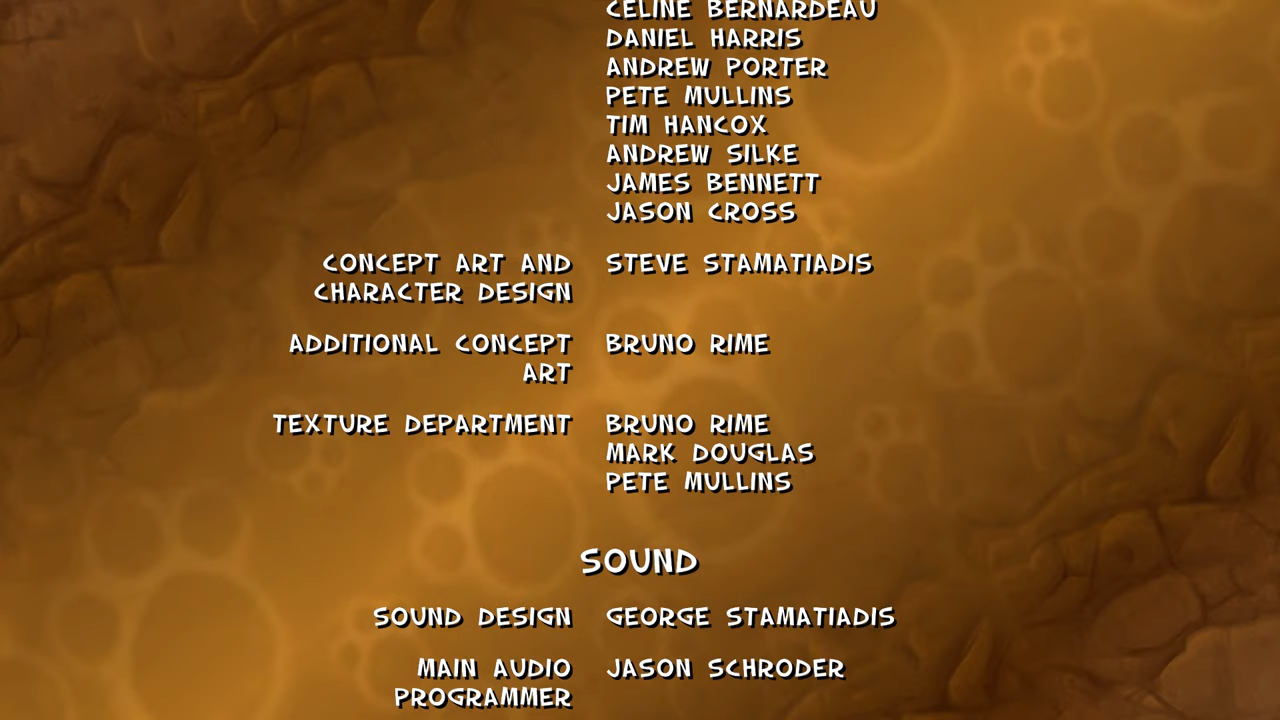 CELINE BERNARDEAU
DANIEL HARRIS
ANDREW PORTER
PETE MULLINS
TIM HANCOX
ANDREW SILKE
JAMES BENNETT
JASON CROSS
CONCEPT ART AND STEVE STAMATIADIS
CHARACTER DESIGN
ADDITIONAL CONCEPT BRUNO RIME
ART
TEXTURE DEPARTMENT BRUNO RIME
MARK DOUGLAS
PETE MULLINS
SOUND
SOUND DESIGN GEORGE STAMATIADIS
MAIN AUDIO JASON SCHRODER
PROGRAMMER